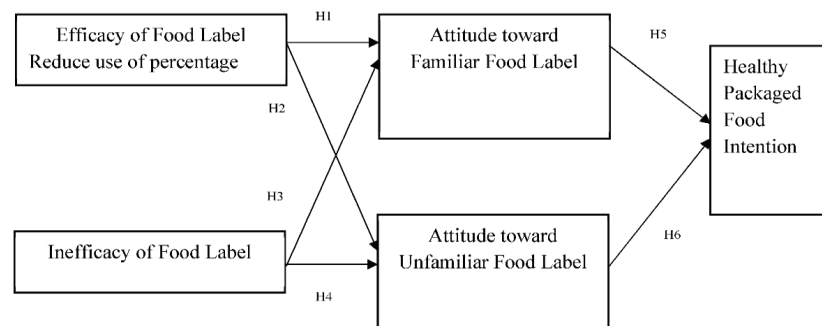 Efficacy of Food Label
Reduce use of percentage
H1
Attitude toward
Familiar Food Label
H5
Healthy
Packaged
Food
Intention
H2
H3
Inefficacy of Food Label
H4
Attitude toward
Unfamiliar Food Label
H6